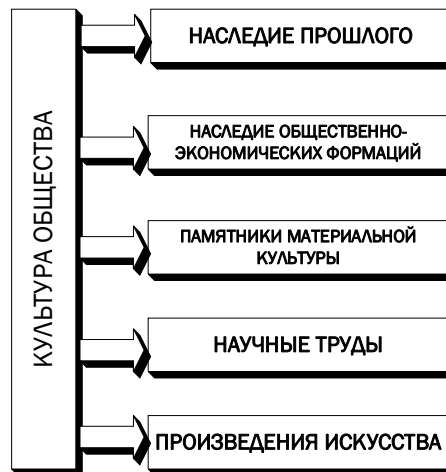 КУЛЬТУРА ОБЩЕСТВА
НАСЛЕДИЕ ПРОШЛОГО
НАСЛЕДИЕ ОБЩЕСТВЕННО-
ЭКОНОМИЧЕСКИХ ФОРМАЦИЙ
ПАМЯТНИКИ МАТЕРИАЛЬНОЙ
КУЛЬТУРЫ
НАУЧНЫЕ ТРУДЫ
ПРОИЗВЕДЕНИЯ ИСКУССТВА